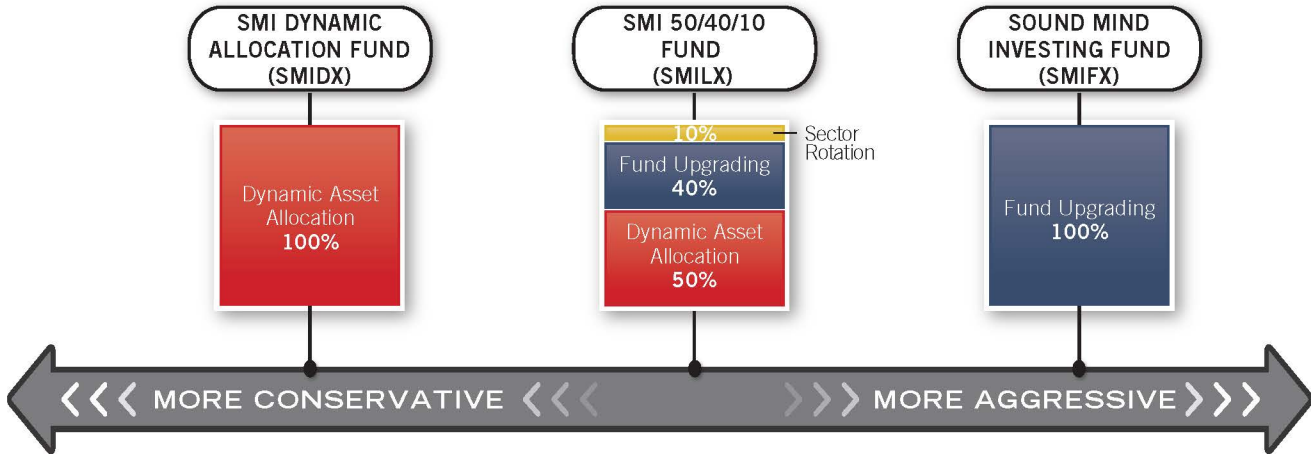 SMI DYNAMIC
ALLOCATION FUND
(SMIDX)
SMI 50/40/10
FUND
(SMILX)
SOUND MIND
INVESTING FUND
(SMIFX)
Dynamic Asset
Allocation
100%
10%
Sector
Rotation
Fund Upgrading
40%
Dynamic Asset
Allocation
50%
Fund Upgrading
100%
MORE CONSERVATIVE
MORE AGGRESSIVE